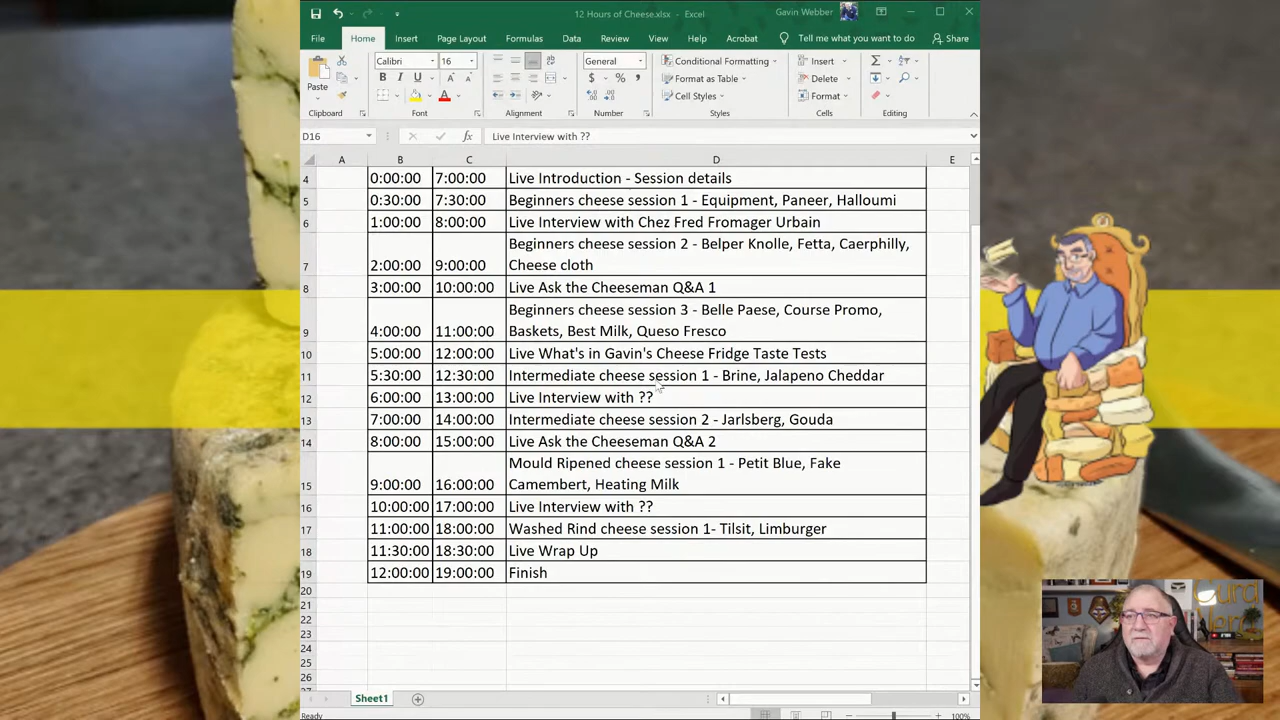 12 Hours of Cheese.xlsx - Excel
Gavin Webber
File Home Insert Page Layout Formulas Data Review View Help Acrobat Tell me what you want to do Share
Paste
Calibri 16
B I U A
General
$ % ,
Conditional Formatting
Format as Table
Cell Styles
Insert
Delete
Format
Clipboard Font Alignment Number Styles Cells Editing
D16 fx Live Interview with ??
A B C D E
4 0:00:00 7:00:00 Live Introduction - Session details
5 0:30:00 7:30:00 Beginners cheese session 1 - Equipment, Paneer, Halloumi
6 1:00:00 8:00:00 Live Interview with Chez Fred Fromager Urbain
Beginners cheese session 2 - Belper Knolle, Fetta, Caerphilly,
7 2:00:00 9:00:00 Cheese cloth
8 3:00:00 10:00:00 Live Ask the Cheeseman Q&A 1
Beginners cheese session 3 - Belle Paese, Course Promo,
9 4:00:00 11:00:00 Baskets, Best Milk, Queso Fresco
10 5:00:00 12:00:00 Live What's in Gavin's Cheese Fridge Taste Tests
11 5:30:00 12:30:00 Intermediate cheese session 1 - Brine, Jalapeno Cheddar
12 6:00:00 13:00:00 Live Interview with ??
13 7:00:00 14:00:00 Intermediate cheese session 2 - Jarlsberg, Gouda
14 8:00:00 15:00:00 Live Ask the Cheeseman Q&A 2
Mould Ripened cheese session 1 - Petit Blue, Fake
15 9:00:00 16:00:00 Camembert, Heating Milk
16 10:00:00 17:00:00 Live Interview with ??
17 11:00:00 18:00:00 Washed Rind cheese session 1- Tilsit, Limburger
18 11:30:00 18:30:00 Live Wrap Up
19 12:00:00 19:00:00 Finish
20
21
22
23
24
25
26
27
Sheet1
Ready
100%